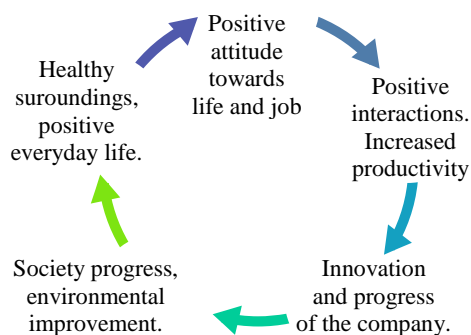 Positive
attitude
towards
life and job
Positive
interactions.
Increased
productivity
Innovation
and progress
of the company.
Society progress,
environmental
improvement.
Healthy
suroundings,
positive
everyday life.